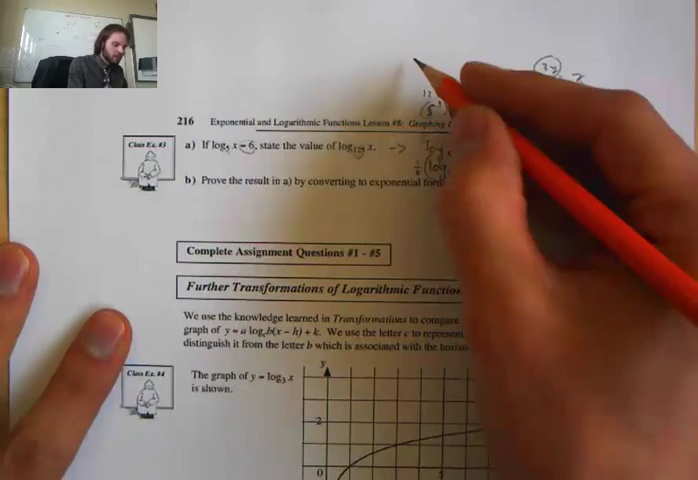 216 Exponential and Logarithmic Functions Lesson #8: Graphing
Class Ex. #3
a) If log₅ x = 6, state the value of log₁₂₅ x. →
b) Prove the result in a) by converting to exponential form
Complete Assignment Questions #1 - #5
Further Transformations of Logarithmic Function
We use the knowledge learned in Transformations to compare
graph of y = a log꜀ b(x − h) + k. We use the letter c to represent
distinguish it from the letter b which is associated with the
Class Ex. #4
The graph of y = log₃ x
is shown.
y
2
0